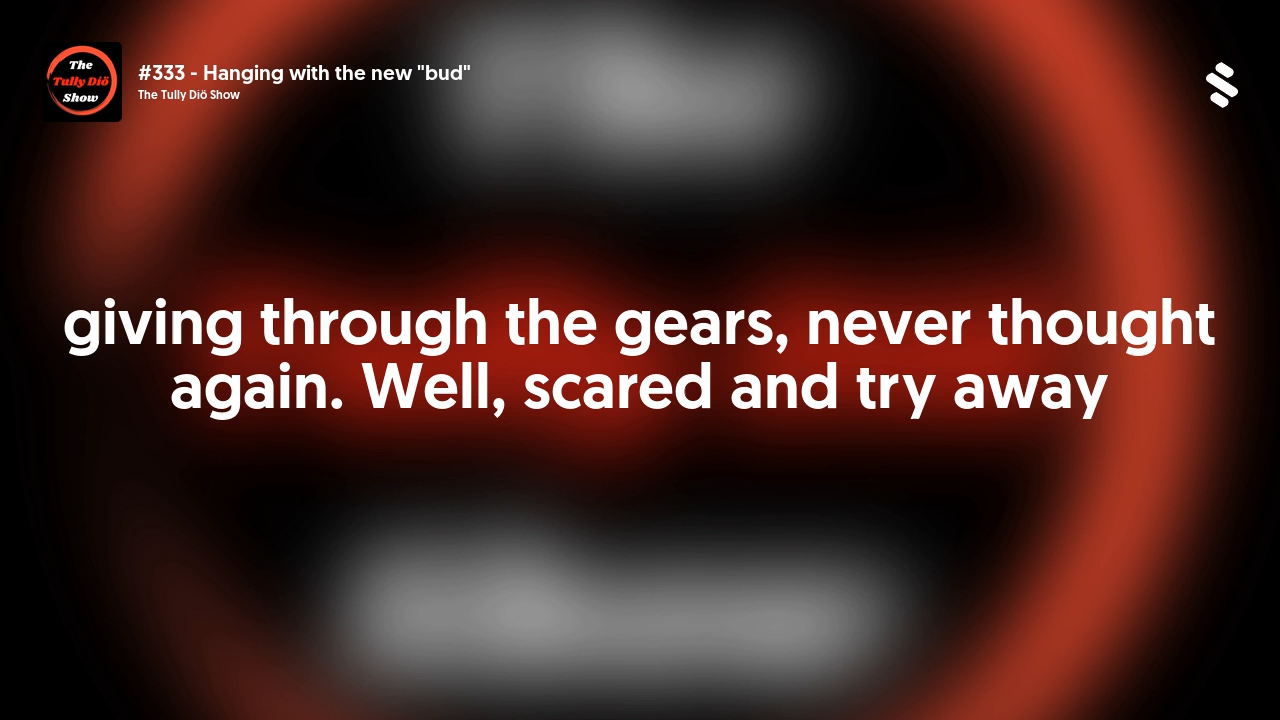 The
Tully Diö
Show
#333 - Hanging with the new "bud"
The Tully Diö Show
giving through the gears, never thought
again. Well, scared and try away